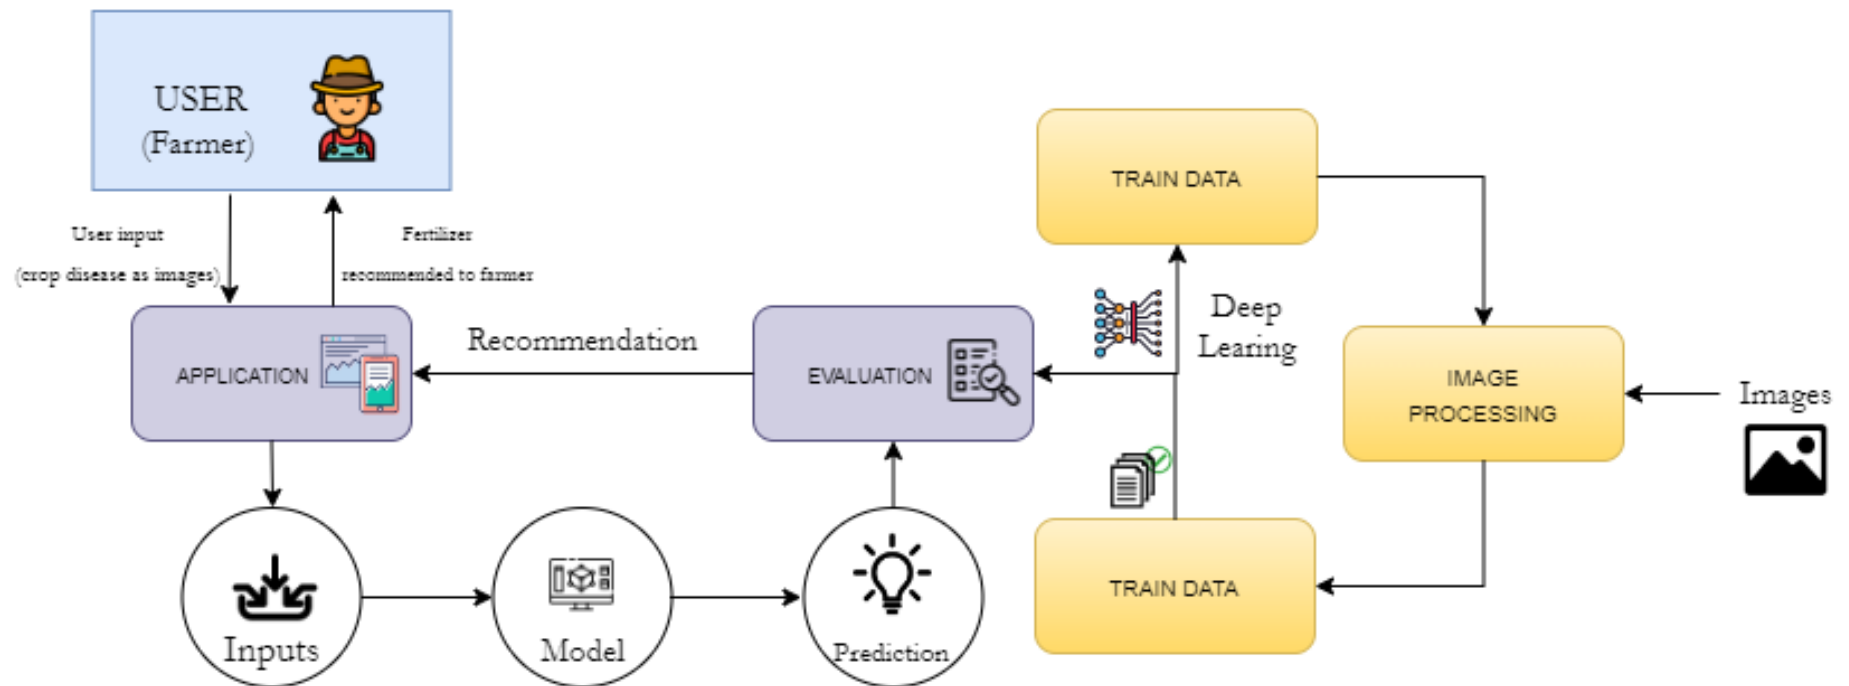 USER
(Farmer)
User input
(crop disease as images)
Fertilizer
recommended to farmer
APPLICATION
Recommendation
EVALUATION
TRAIN DATA
Deep
Learing
IMAGE
PROCESSING
Images
TRAIN DATA
Inputs
Model
Prediction